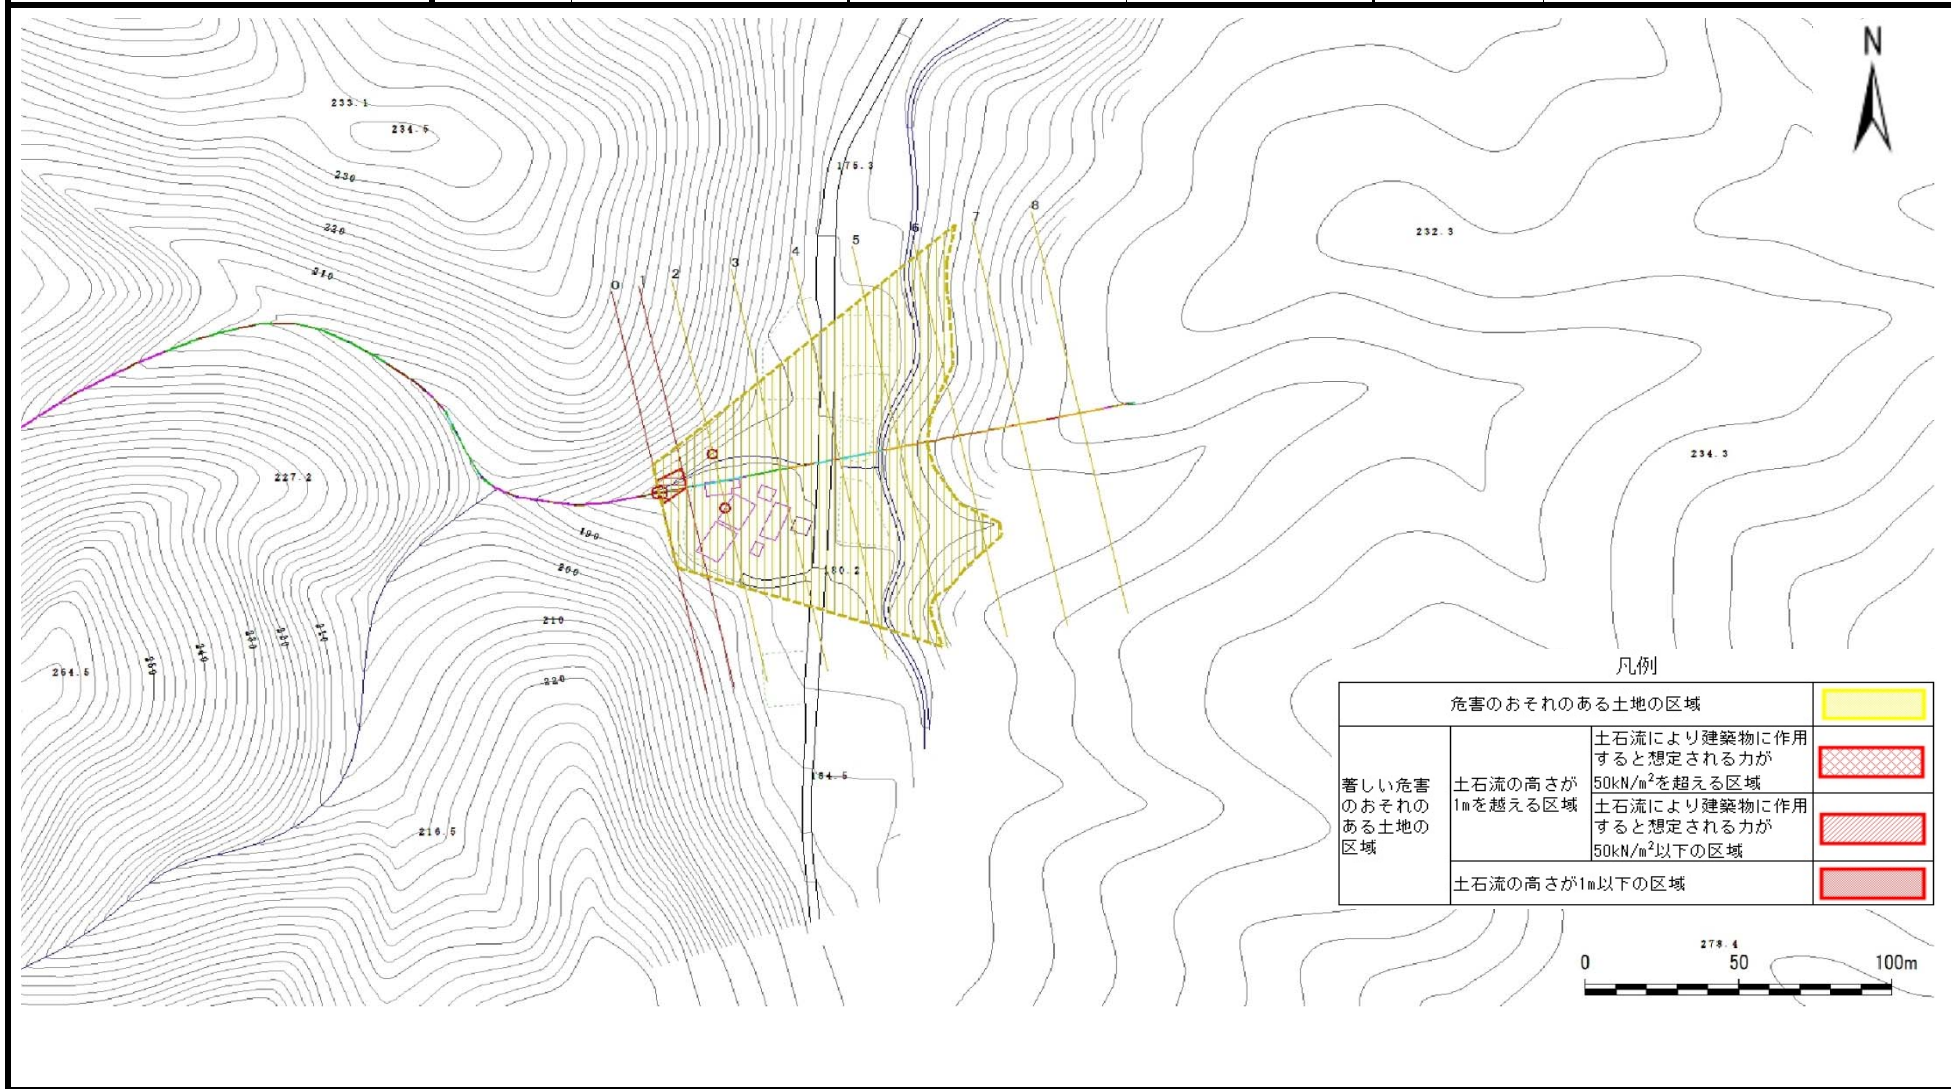 N
233.1
234.5
230
220
210
175.3
232.3
0
1
2
3
4
5
6
7
8
227.2
234.3
190
200
180.2
210
220
264.5
184.5
216.5
凡例
危害のおそれのある土地の区域
著しい危害
のおそれの
ある土地の
区域
土石流の高さが
1mを越える区域
土石流により建築物に作用
すると想定される力が
50kN/m²を超える区域
土石流により建築物に作用
すると想定される力が
50kN/m²以下の区域
土石流の高さが1m以下の区域
278.4
0 50 100m